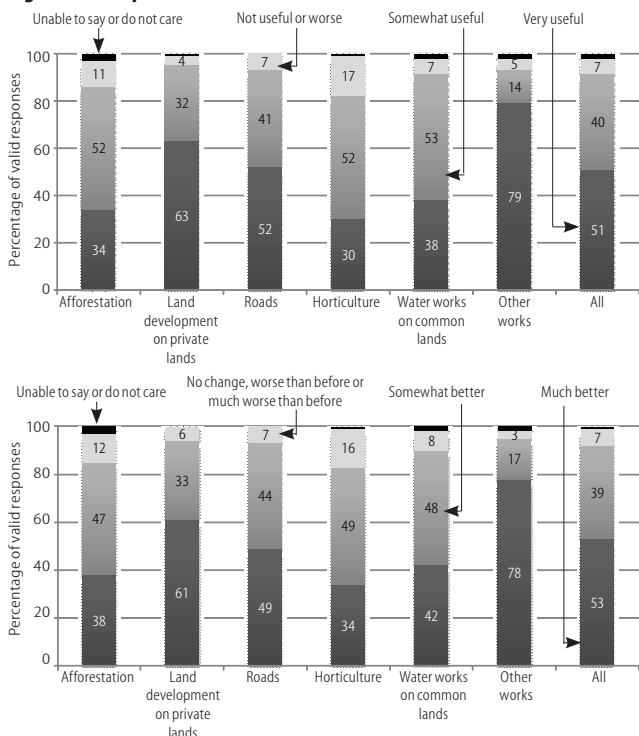 Unable to say or do not care
Not useful or worse
Somewhat useful
Very useful
Percentage of valid responses
100
80
60
40
20
0
11
52
34
4
32
63
7
41
52
17
52
30
7
53
38
5
14
79
7
40
51
Afforestation
Land
development
on private
lands
Roads
Horticulture
Water works
on common
lands
Other
works
All
Unable to say or do not care
No change, worse than before or
much worse than before
Somewhat better
Much better
Percentage of valid responses
100
80
60
40
20
0
12
47
38
6
33
61
7
44
49
16
49
34
8
48
42
3
17
78
7
39
53
Afforestation
Land
development
on private
lands
Roads
Horticulture
Water works
on common
lands
Other
works
All